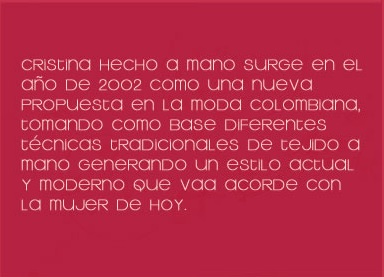 Cristina Hecho a mano surge en el
año de 2002 como una nueva
propuesta en la moda colombiana,
tomando como base diferentes
técnicas tradicionales de tejido a
mano generando un estilo actual
y moderno que vaa acorde con
la mujer de hoy.